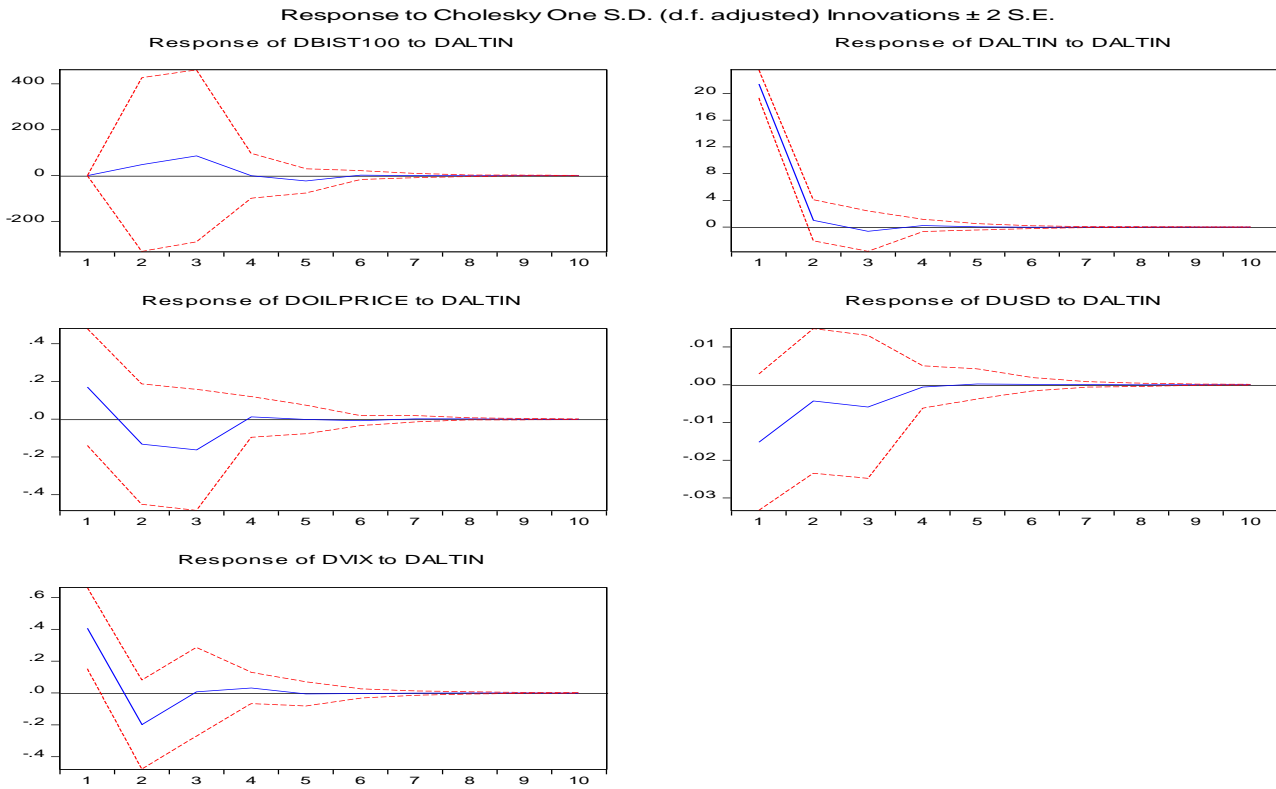 Response to Cholesky One S.D. (d.f. adjusted) Innovations ± 2 S.E.
Response of DBIST100 to DALTIN
400
200
0
-200
1 2 3 4 5 6 7 8 9 10
Response of DALTIN to DALTIN
20
16
12
8
4
0
1 2 3 4 5 6 7 8 9 10
Response of DOILPRICE to DALTIN
.4
.2
.0
-.2
-.4
1 2 3 4 5 6 7 8 9 10
Response of DUSD to DALTIN
.01
.00
-.01
-.02
-.03
1 2 3 4 5 6 7 8 9 10
Response of DVIX to DALTIN
.6
.4
.2
.0
-.2
-.4
1 2 3 4 5 6 7 8 9 10